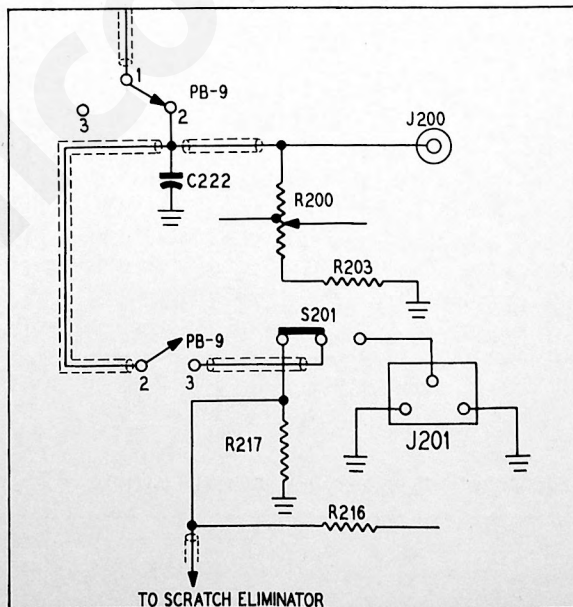 1
PB-9
2
3
J200
C222
R200
R203
S201
PB-9
2
3
J201
R217
R216
TO SCRATCH ELIMINATOR